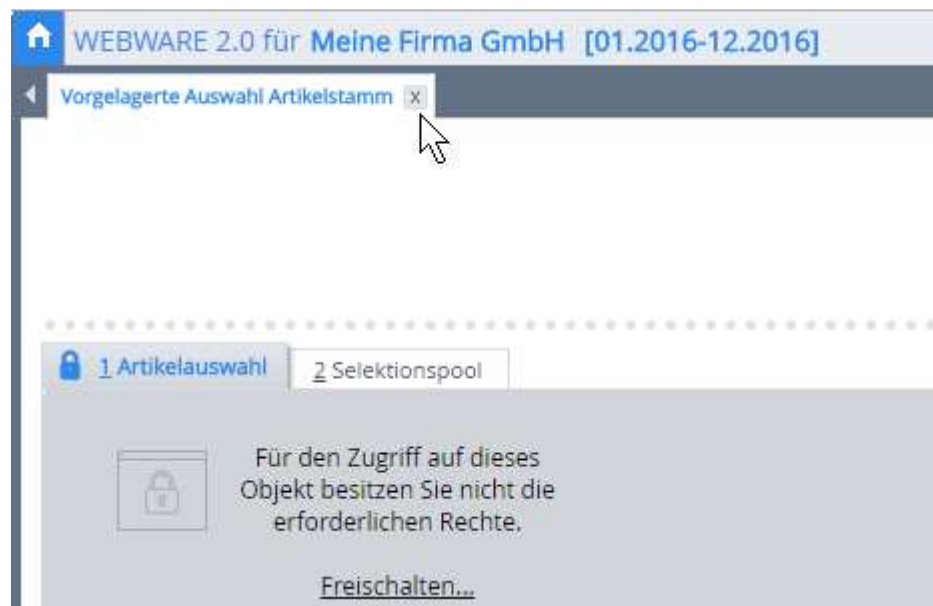 WEBWARE 2.0 für Meine Firma GmbH [01.2016-12.2016]
Vorgelagerte Auswahl Artikelstamm x
1 Artikelauswahl 2 Selektionspool
Für den Zugriff auf dieses
Objekt besitzen Sie nicht die
erforderlichen Rechte.
Freischalten...